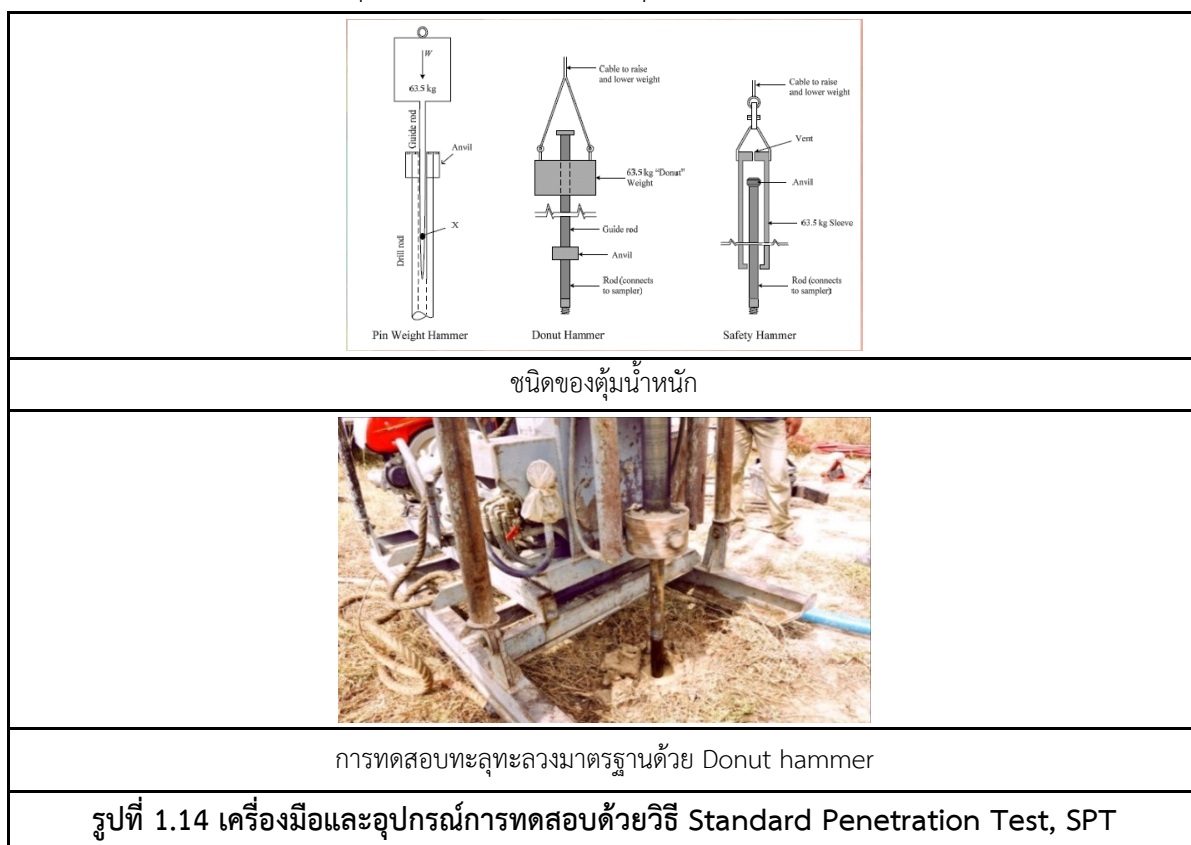 W
63.5 kg
Guide rod
Anvil
X
Drill rod
Pin Weight Hammer
Cable to raise
and lower weight
63.5 kg "Donut"
Weight
Guide rod
Anvil
Rod (connects
to sampler)
Donut Hammer
Cable to raise
and lower weight
Vent
Anvil
63.5 kg Sleeve
Rod (connects
to sampler)
Safety Hammer
ชนิดของตุ้มน้ำหนัก
การทดสอบทะลุทะลวงมาตรฐานด้วย Donut hammer
รูปที่ 1.14 เครื่องมือและอุปกรณ์การทดสอบด้วยวิธี Standard Penetration Test, SPT